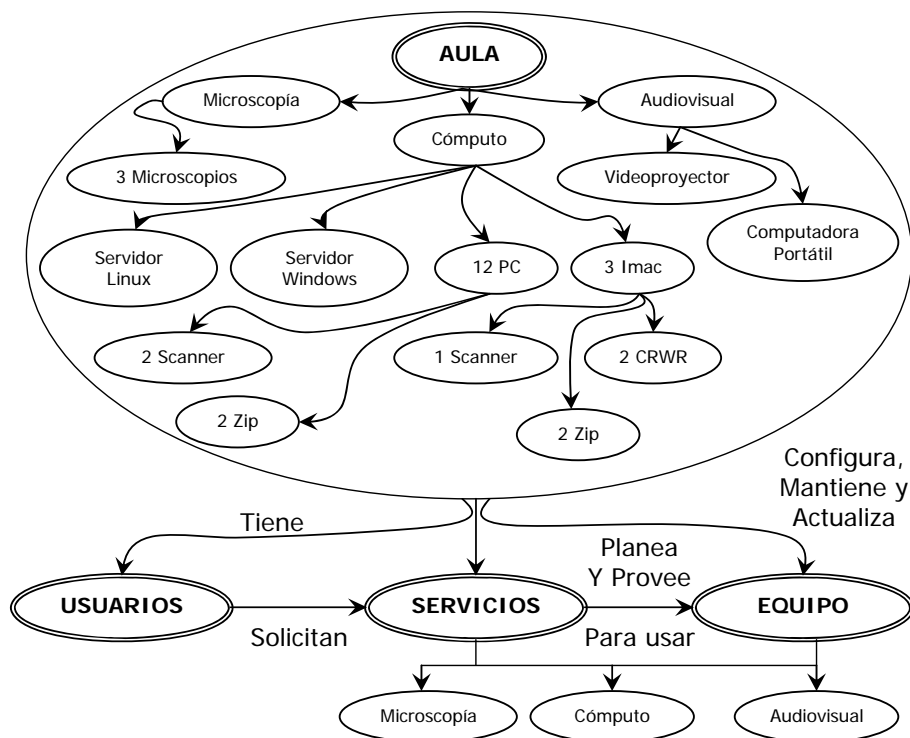 AULA
Microscopía
Audiovisual
Cómputo
3 Microscopios
Videoproyector
Computadora
Portátil
Servidor
Linux
Servidor
Windows
12 PC
3 Imac
2 Scanner
1 Scanner
2 CRWR
2 Zip
2 Zip
Configura,
Mantiene y
Actualiza
Tiene
Planea
Y Provee
USUARIOS
SERVICIOS
EQUIPO
Solicitan
Para usar
Microscopía
Cómputo
Audiovisual